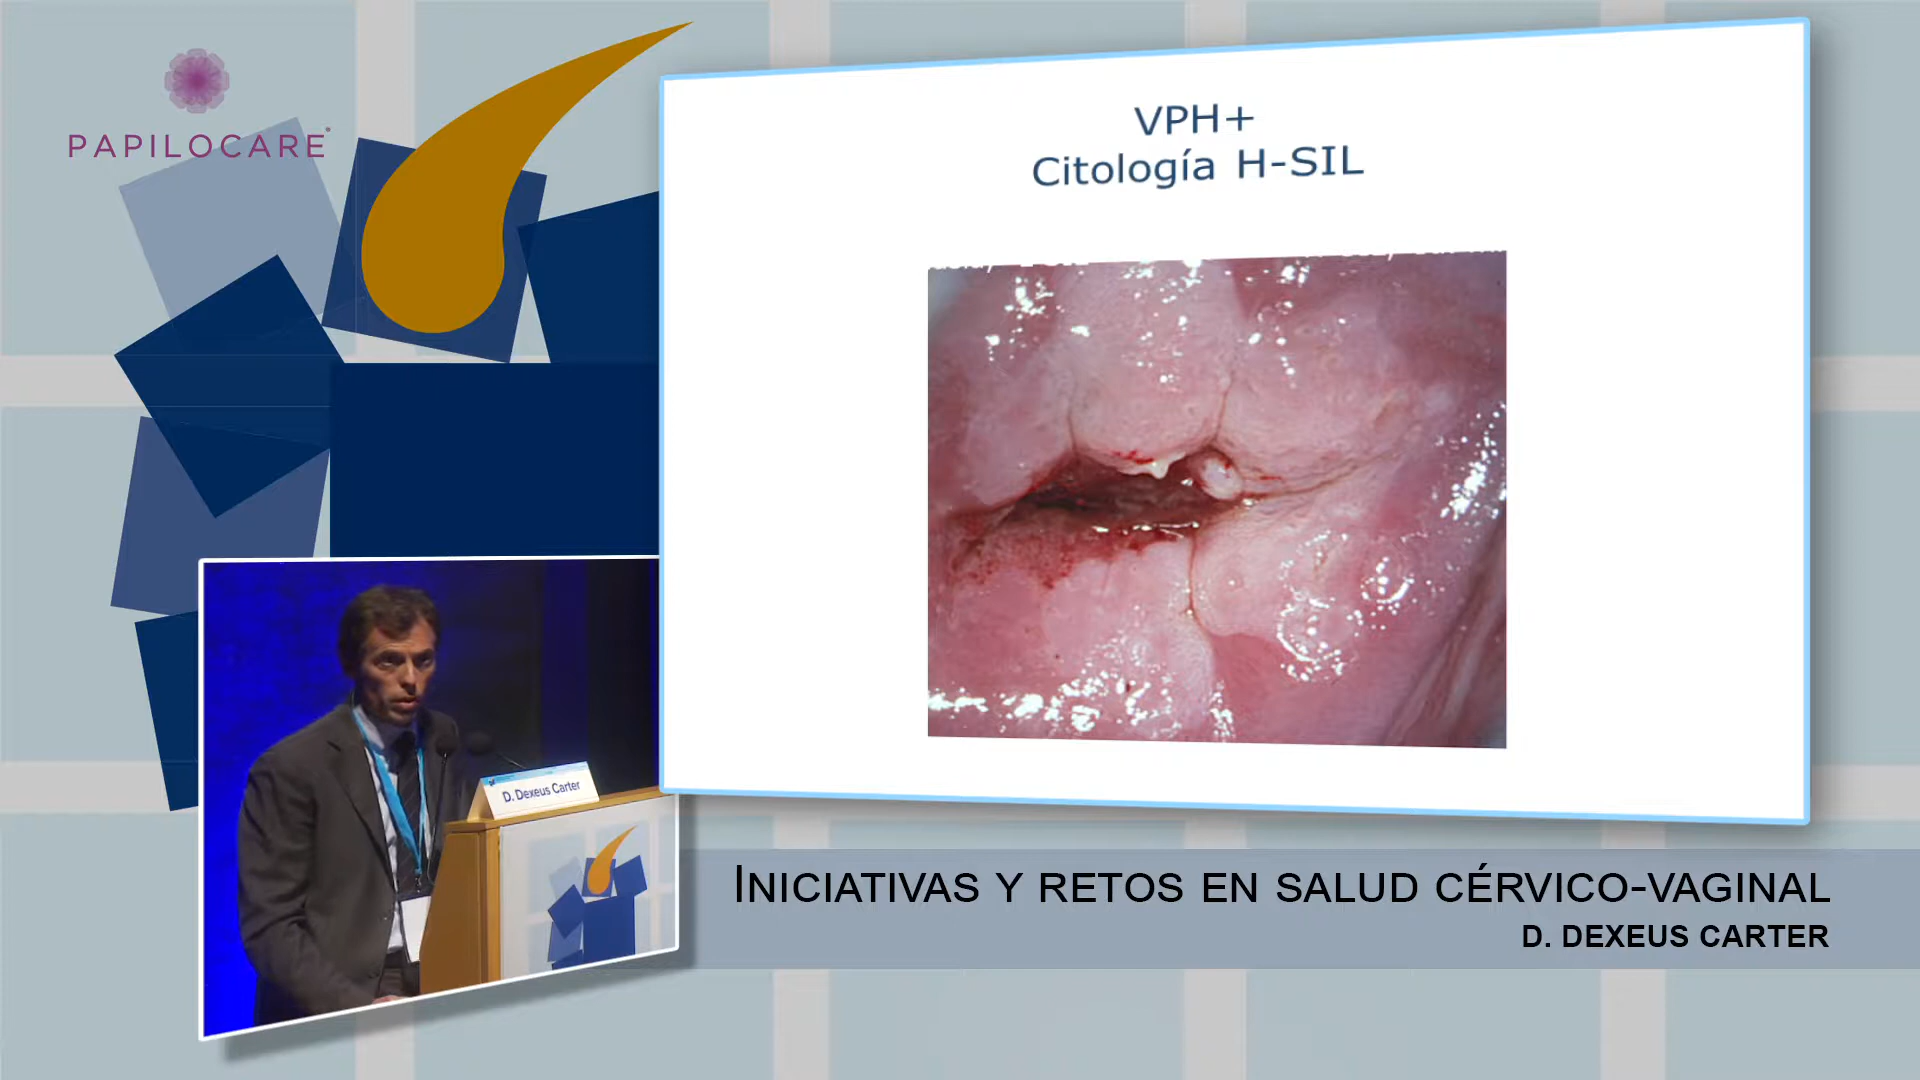 PAPILOCARE
VPH+
Citología H-SIL
D. Dexeus Carter
INICIATIVAS Y RETOS EN SALUD CÉRVICO-VAGINAL
D. DEXEUS CARTER